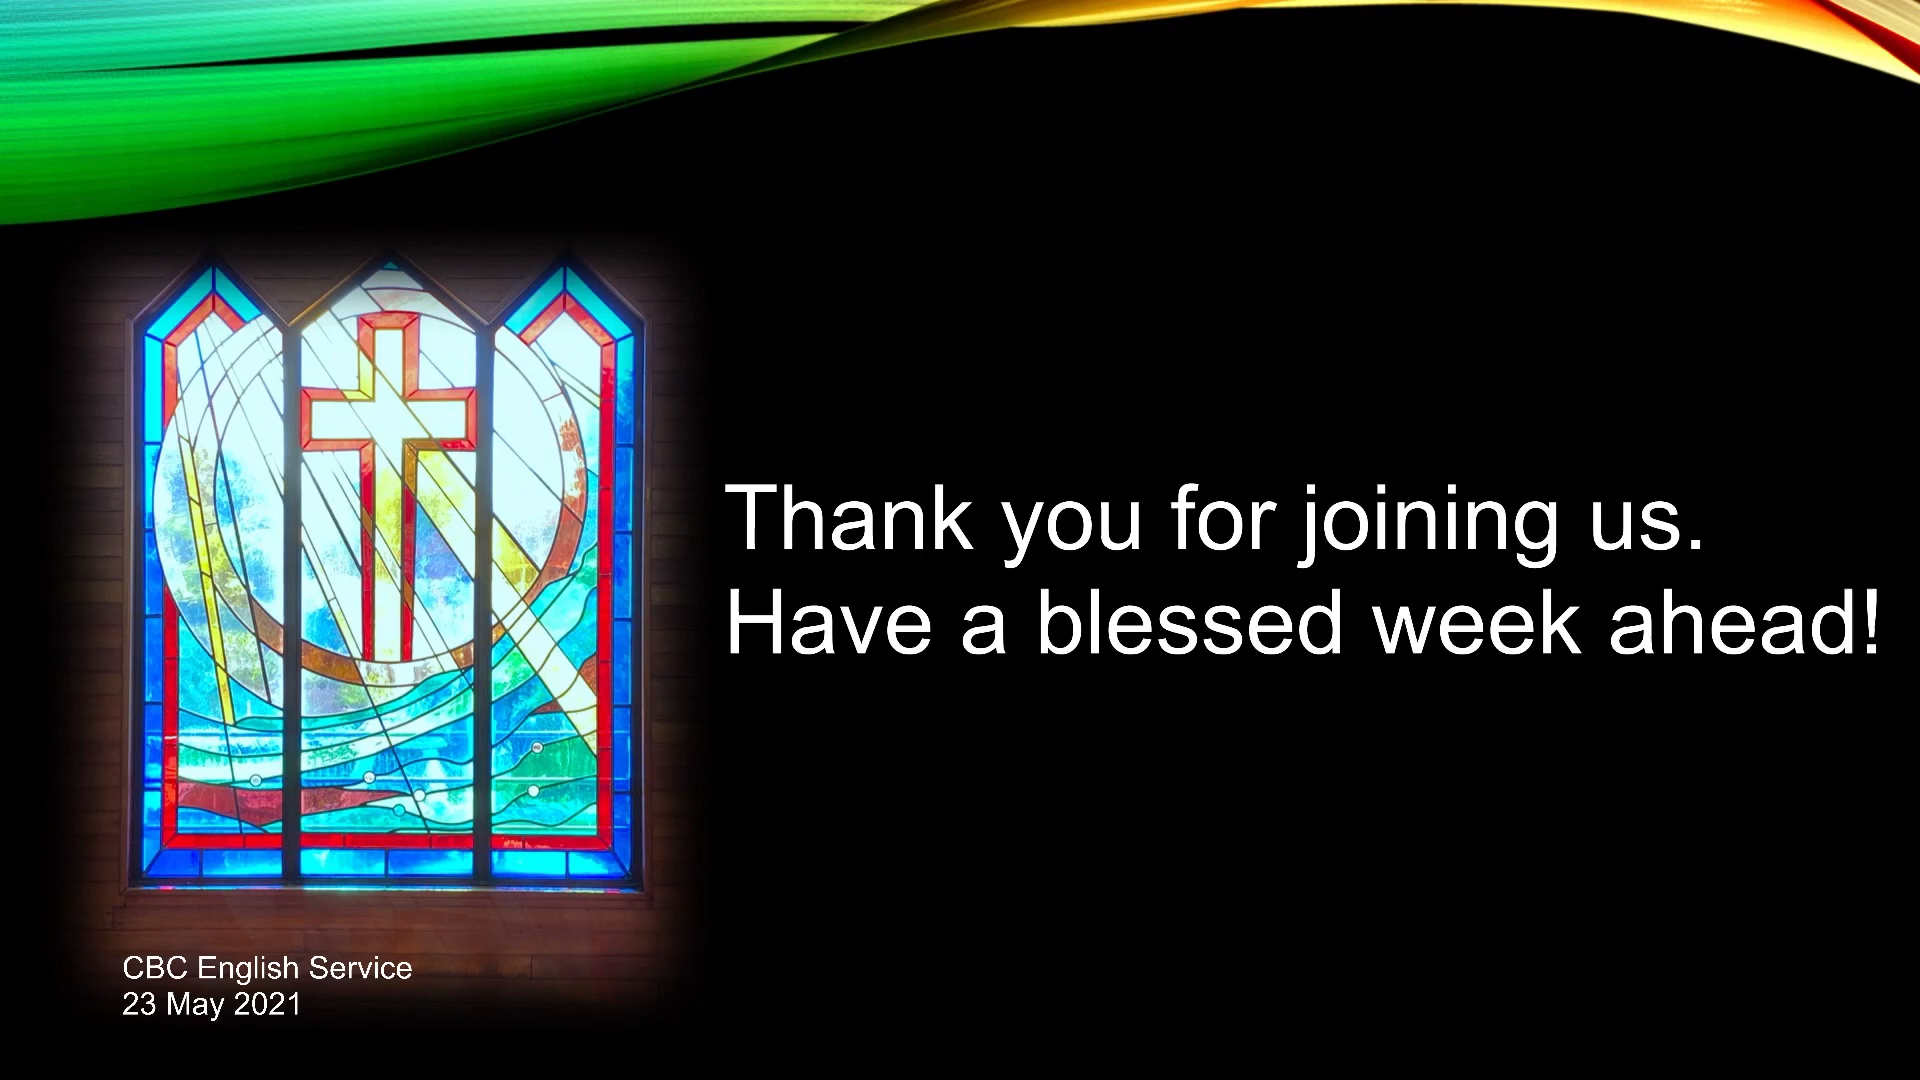 Thank you for joining us.
Have a blessed week ahead!
CBC English Service
23 May 2021